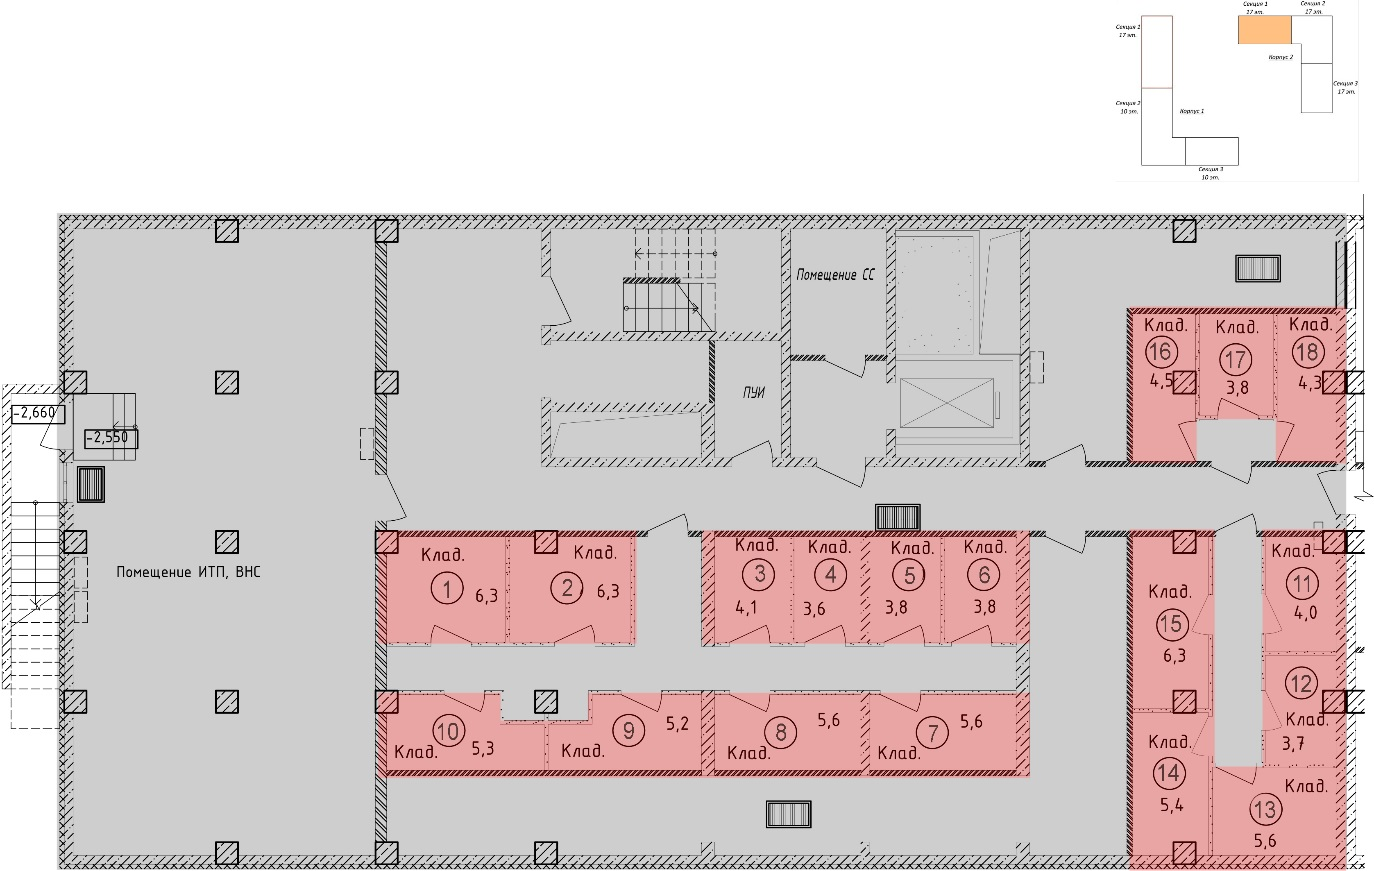 Секция 1
17 эт.
Секция 2
17 эт.
Секция 1
17 эт.
Корпус 2
Секция 3
17 эт.
Секция 2
10 эт.
Корпус 1
Секция 3
10 эт.
Помещение СС
ПУИ
-2,660
-2,550
Помещение ИТП, ВНС
Клад.
16
4,5
Клад.
17
3,8
Клад.
18
4,3
Клад.
1
6,3
Клад.
2
6,3
Клад.
3
4,1
Клад.
4
3,6
Клад.
5
3,8
Клад.
6
3,8
Клад.
11
4,0
Клад.
15
6,3
12
Клад.
3,7
10
Клад.
5,3
9
Клад.
5,2
8
Клад.
5,6
7
Клад.
5,6
Клад.
14
5,4
Клад.
13
5,6